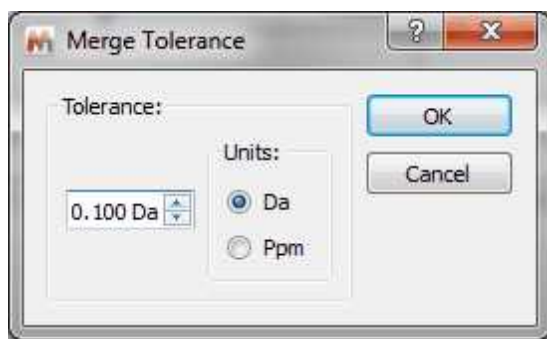 Merge Tolerance
?
X
Tolerance:
OK
Units:
Cancel
0.100 Da
Da
Ppm